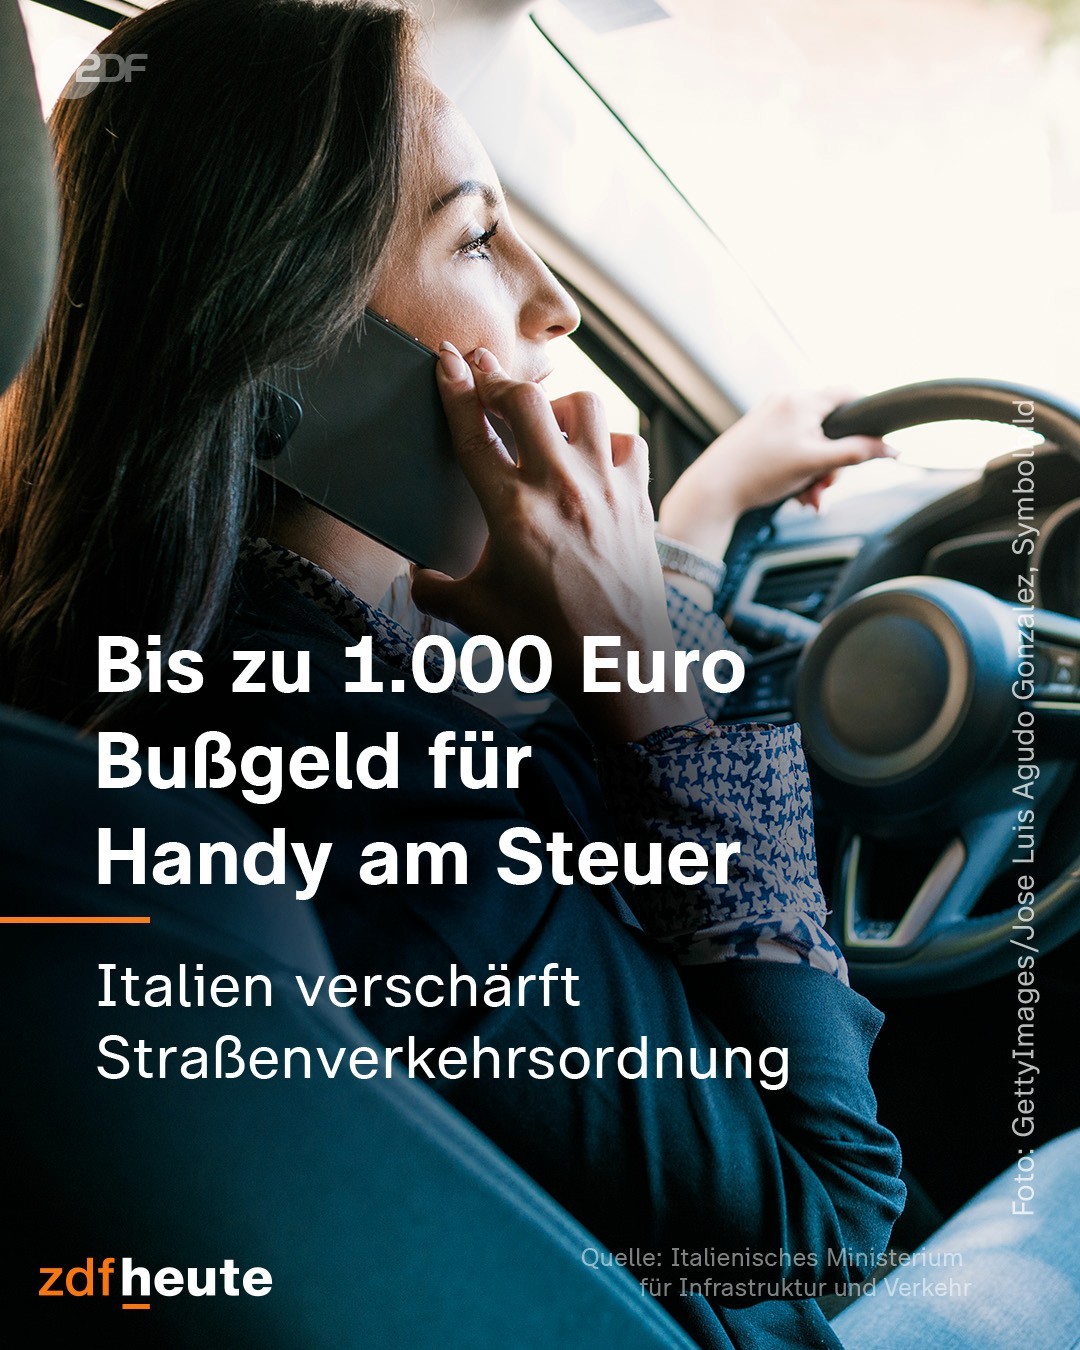 ZDF
Bis zu 1.000 Euro
Bußgeld für
Handy am Steuer
Italien verschärft
Straßenverkehrsordnung
Foto: GettyImages/Jose Luis Agudo Gonzalez, Symbolbild
zdfheute
Quelle: Italienisches Ministerium
für Infrastruktur und Verkehr